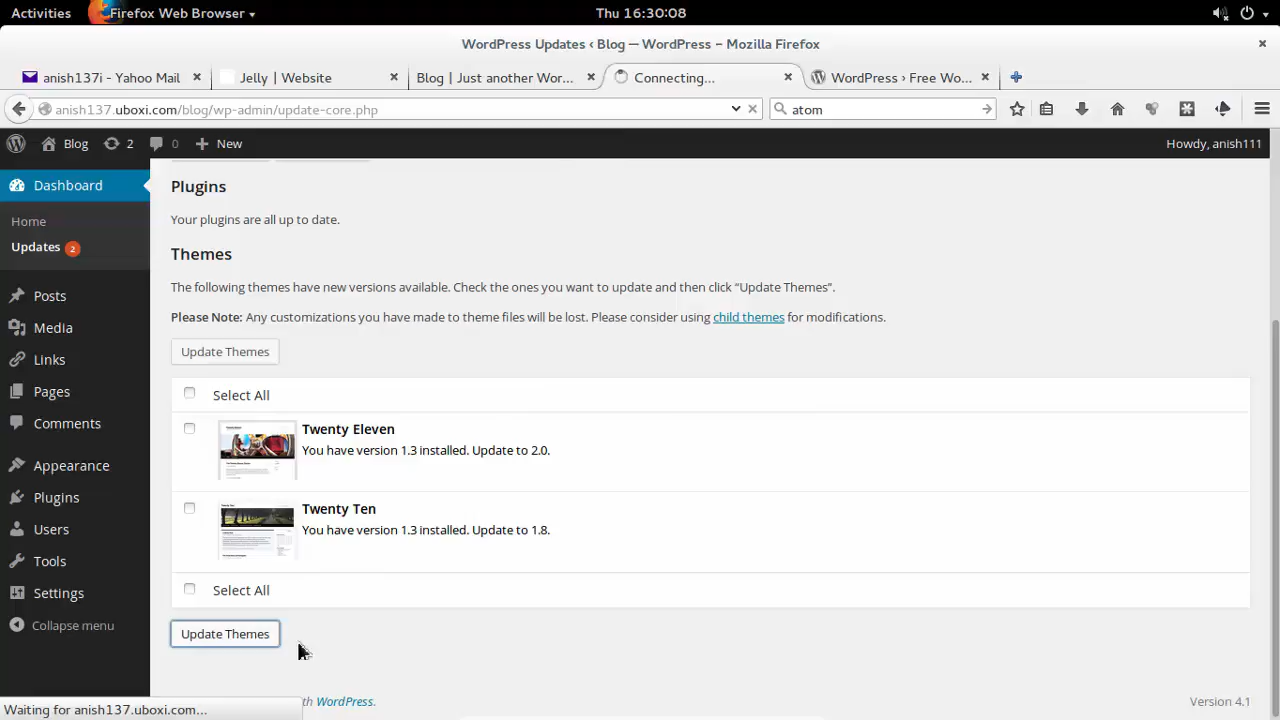 Activities
Firefox Web Browser
Thu 16:30:08
WordPress Updates ‹ Blog — WordPress – Mozilla Firefox
anish137i - Yahoo Mail
Jelly | Website
Blog | Just another Wor...
Connecting...
WordPress › Free Wo...
anish137.uboxi.com/blog/wp-admin/update-core.php
atom
Blog
2
0
New
Howdy, anish111
Dashboard
Home
Updates 2
Posts
Media
Links
Pages
Comments
Appearance
Plugins
Users
Tools
Settings
Collapse menu
Plugins
Your plugins are all up to date.
Themes
The following themes have new versions available. Check the ones you want to update and then click “Update Themes”.
Please Note: Any customizations you have made to theme files will be lost. Please consider using child themes for modifications.
Update Themes
Select All
Twenty Eleven
You have version 1.3 installed. Update to 2.0.
Twenty Ten
You have version 1.3 installed. Update to 1.8.
Select All
Update Themes
WordPress.
Version 4.1
Waiting for anish137.uboxi.com...